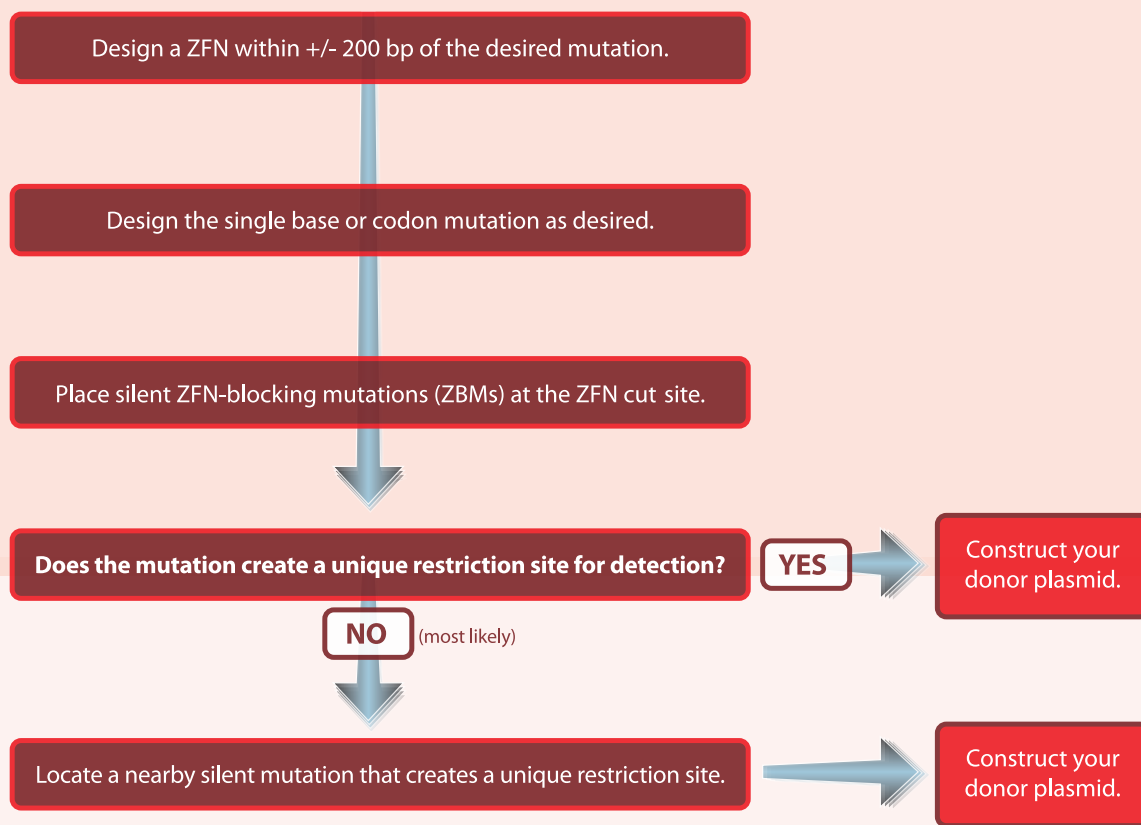 Design a ZFN within +/- 200 bp of the desired mutation.
Design the single base or codon mutation as desired.
Place silent ZFN-blocking mutations (ZBMs) at the ZFN cut site.
Does the mutation create a unique restriction site for detection?
YES
Construct your
donor plasmid.
NO (most likely)
Locate a nearby silent mutation that creates a unique restriction site.
Construct your
donor plasmid.